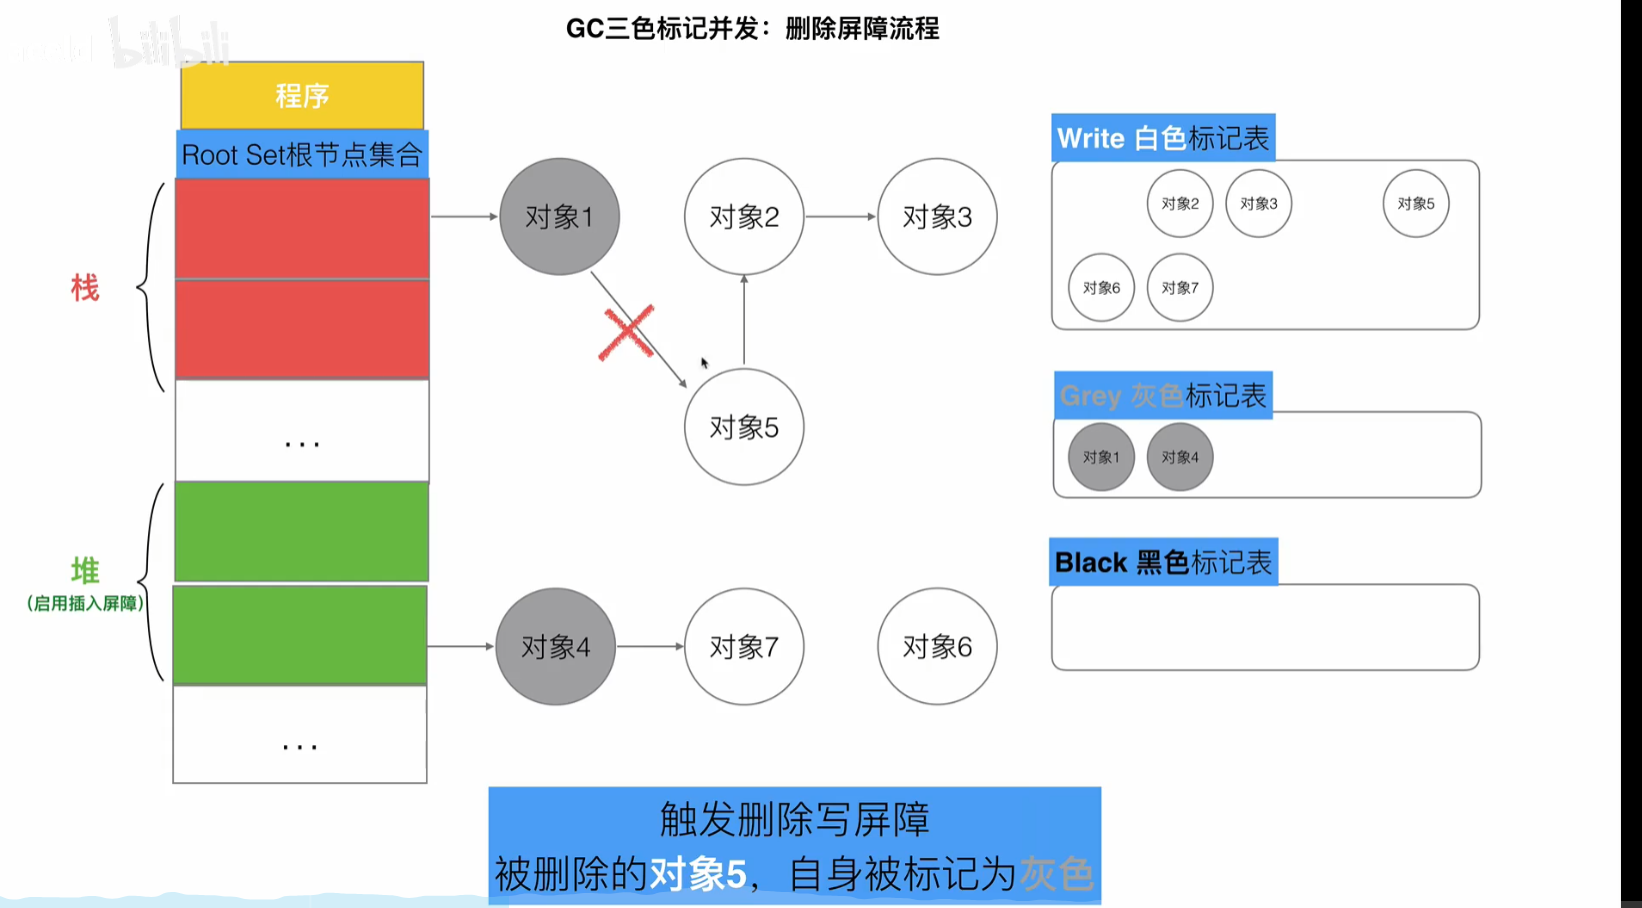 GC三色标记并发：删除屏障流程
bilibili
程序
Root Set根节点集合
栈
...
堆
(启用插入屏障)
...
对象1
对象2
对象3
对象5
对象4
对象7
对象6
Write 白色标记表
对象2
对象3
对象5
对象6
对象7
Grey 灰色标记表
对象1
对象4
Black 黑色标记表
触发删除写屏障
被删除的对象5，自身被标记为灰色